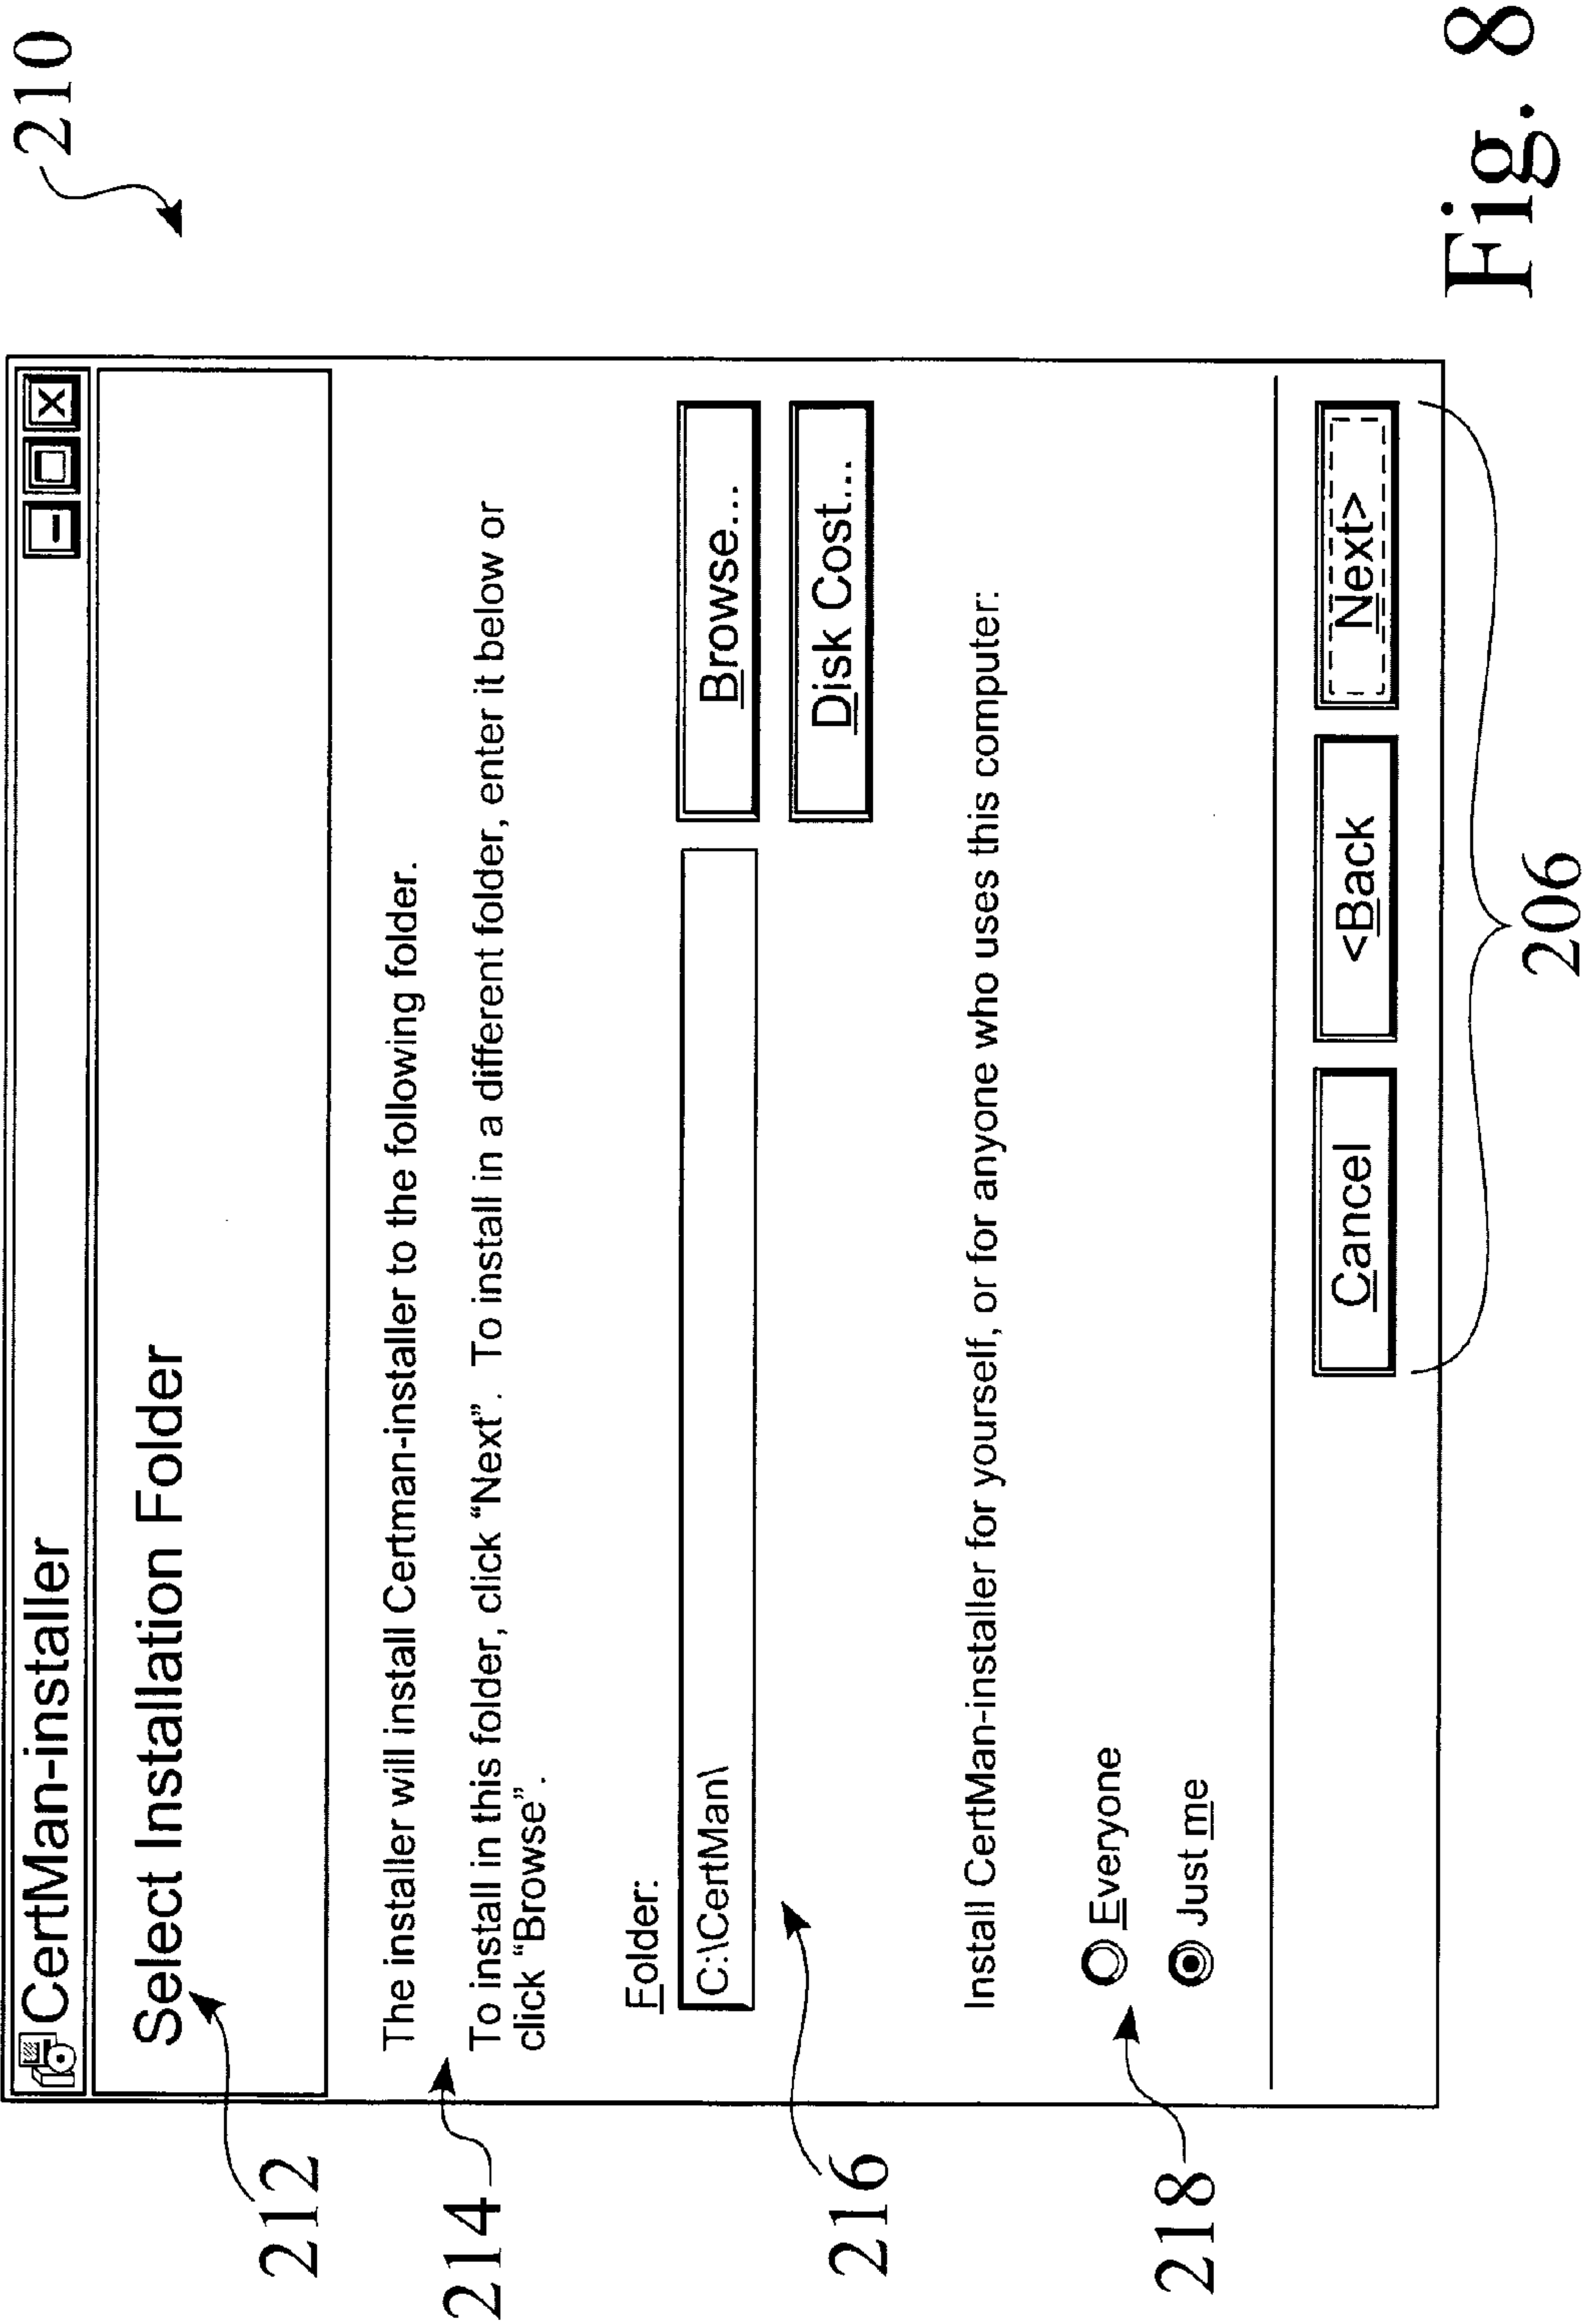 210
CertMan-installer
Select Installation Folder
212
The installer will install Certman-installer to the following folder.
214
To install in this folder, click “Next”. To install in a different folder, enter it below or
click “Browse”.
Folder:
C:\CertMan\
Browse...
216
Disk Cost...
Install CertMan-installer for yourself, or for anyone who uses this computer:
Everyone
218
Just me
Cancel
<Back
Next>
206
Fig. 8